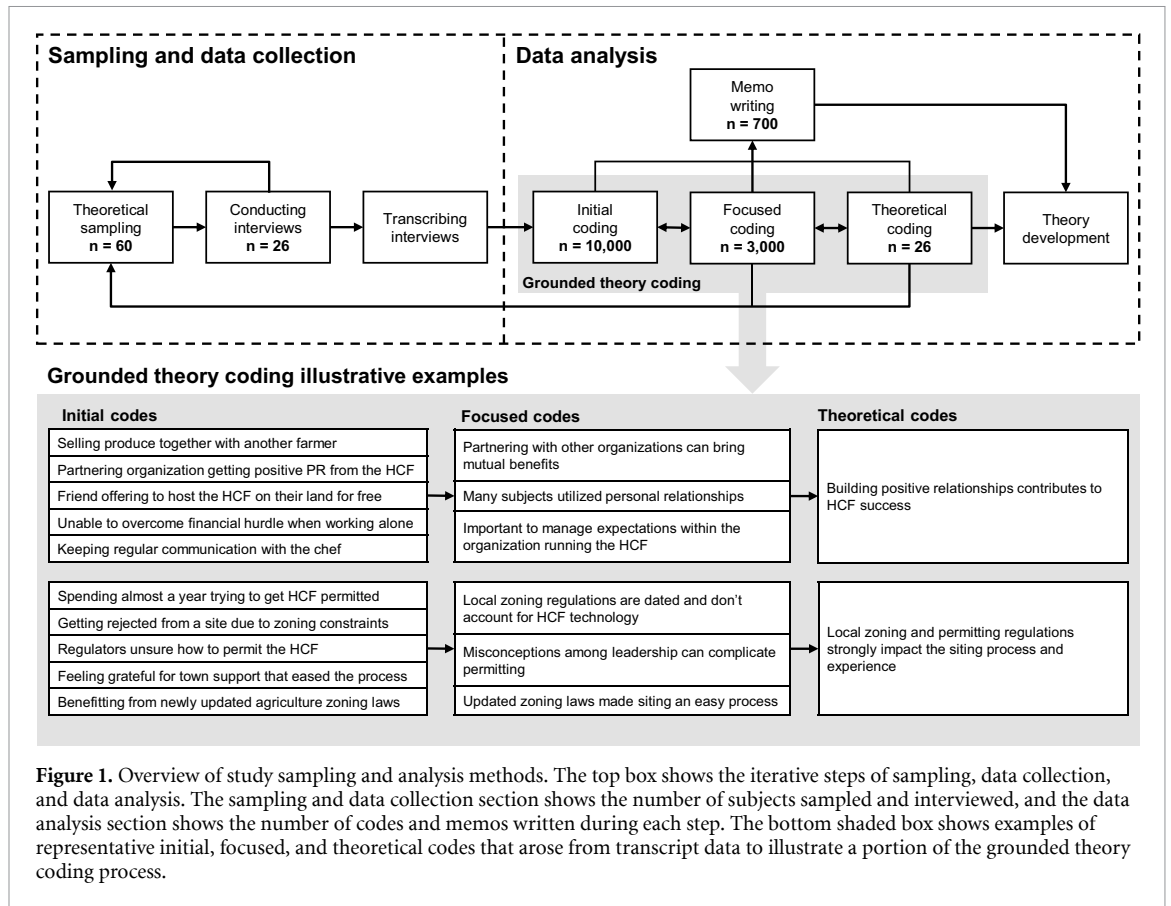 Sampling and data collection
Data analysis
Memo
writing
n = 700
Theoretical
sampling
n = 60
Conducting
interviews
n = 26
Transcribing
interviews
Initial
coding
n = 10,000
Focused
coding
n = 3,000
Theoretical
coding
n = 26
Theory
development
Grounded theory coding
Grounded theory coding illustrative examples
Initial codes
Selling produce together with another farmer
Partnering organization getting positive PR from the HCF
Friend offering to host the HCF on their land for free
Unable to overcome financial hurdle when working alone
Keeping regular communication with the chef
Focused codes
Partnering with other organizations can bring
mutual benefits
Many subjects utilized personal relationships
Important to manage expectations within the
organization running the HCF
Theoretical codes
Building positive relationships contributes to
HCF success
Spending almost a year trying to get HCF permitted
Getting rejected from a site due to zoning constraints
Regulators unsure how to permit the HCF
Feeling grateful for town support that eased the process
Benefitting from newly updated agriculture zoning laws
Local zoning regulations are dated and don't
account for HCF technology
Misconceptions among leadership can complicate
permitting
Updated zoning laws made siting an easy process
Local zoning and permitting regulations
strongly impact the siting process and
experience
Figure 1. Overview of study sampling and analysis methods. The top box shows the iterative steps of sampling, data collection,
and data analysis. The sampling and data collection section shows the number of subjects sampled and interviewed, and the data
analysis section shows the number of codes and memos written during each step. The bottom shaded box shows examples of
representative initial, focused, and theoretical codes that arose from transcript data to illustrate a portion of the grounded theory
coding process.